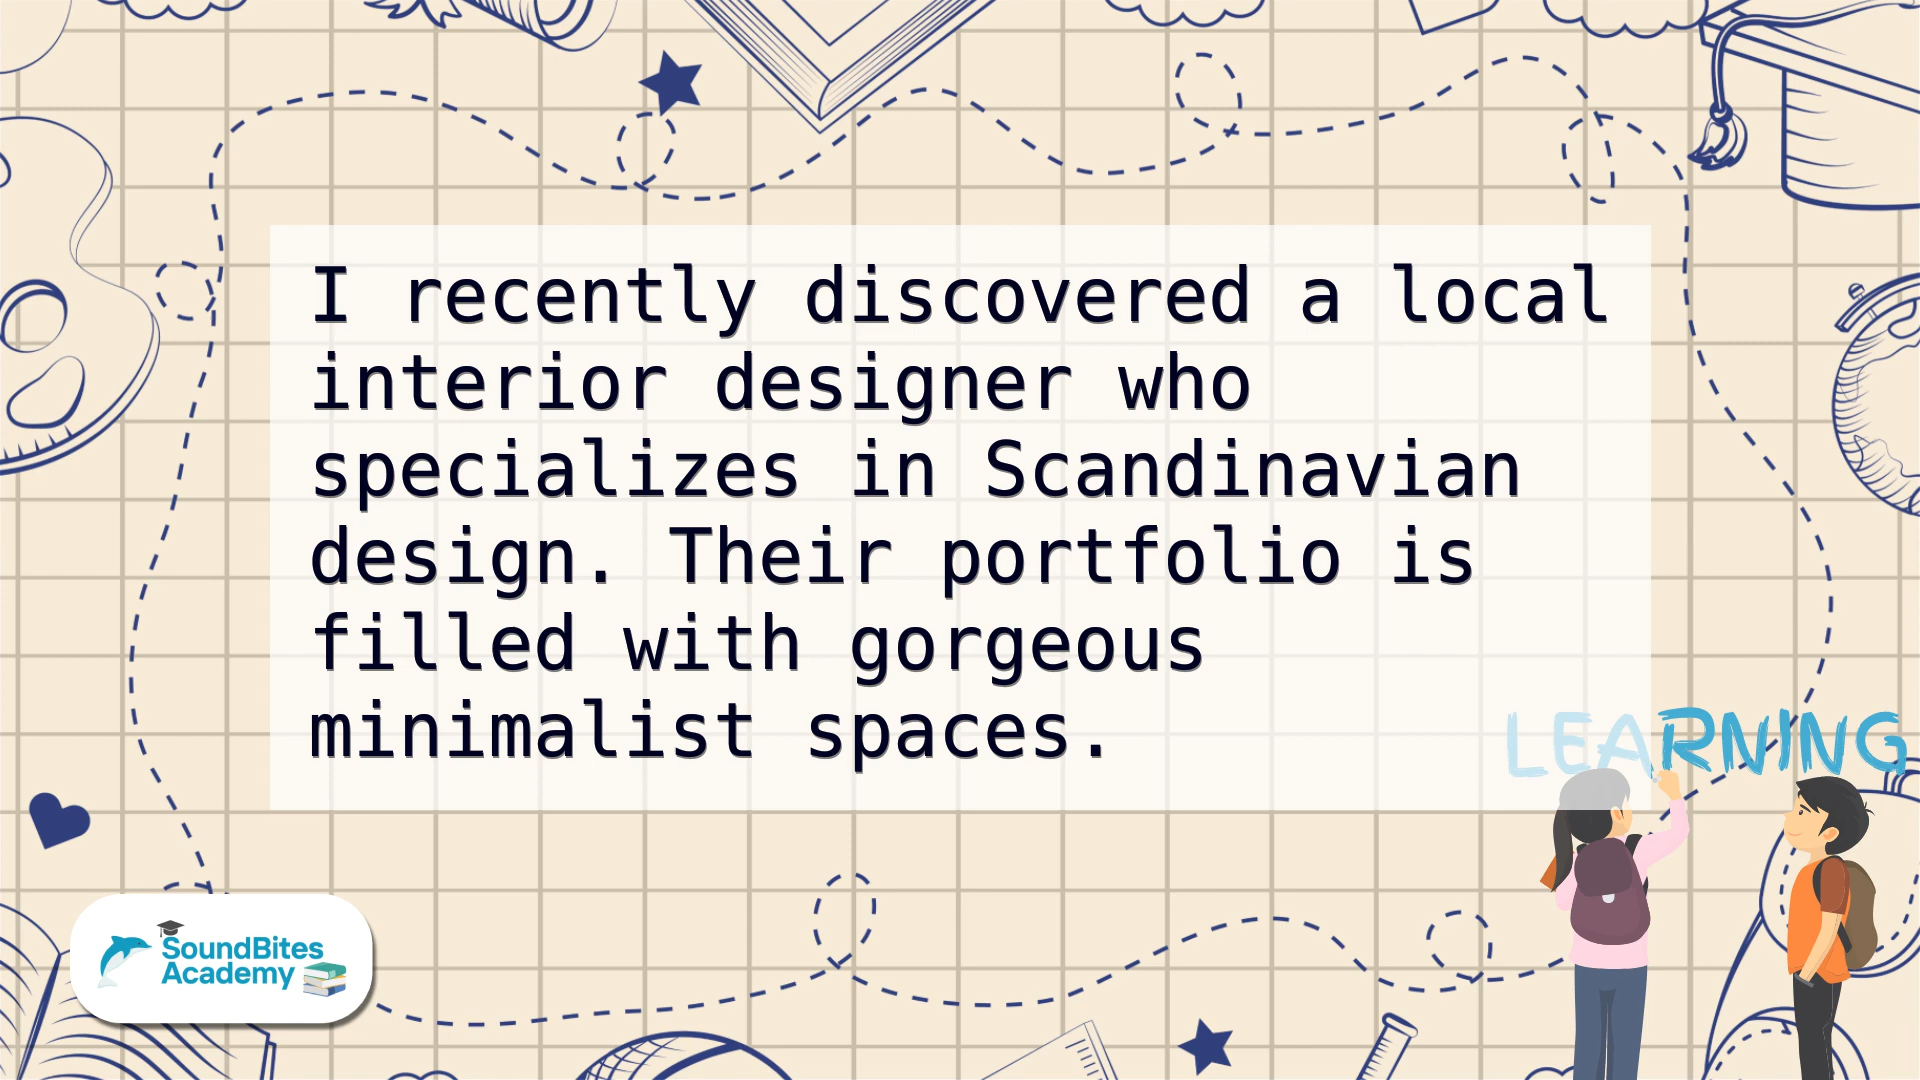 I recently discovered a local
interior designer who
specializes in Scandinavian
design. Their portfolio is
filled with gorgeous
minimalist spaces.
LEARNING
SoundBites
Academy